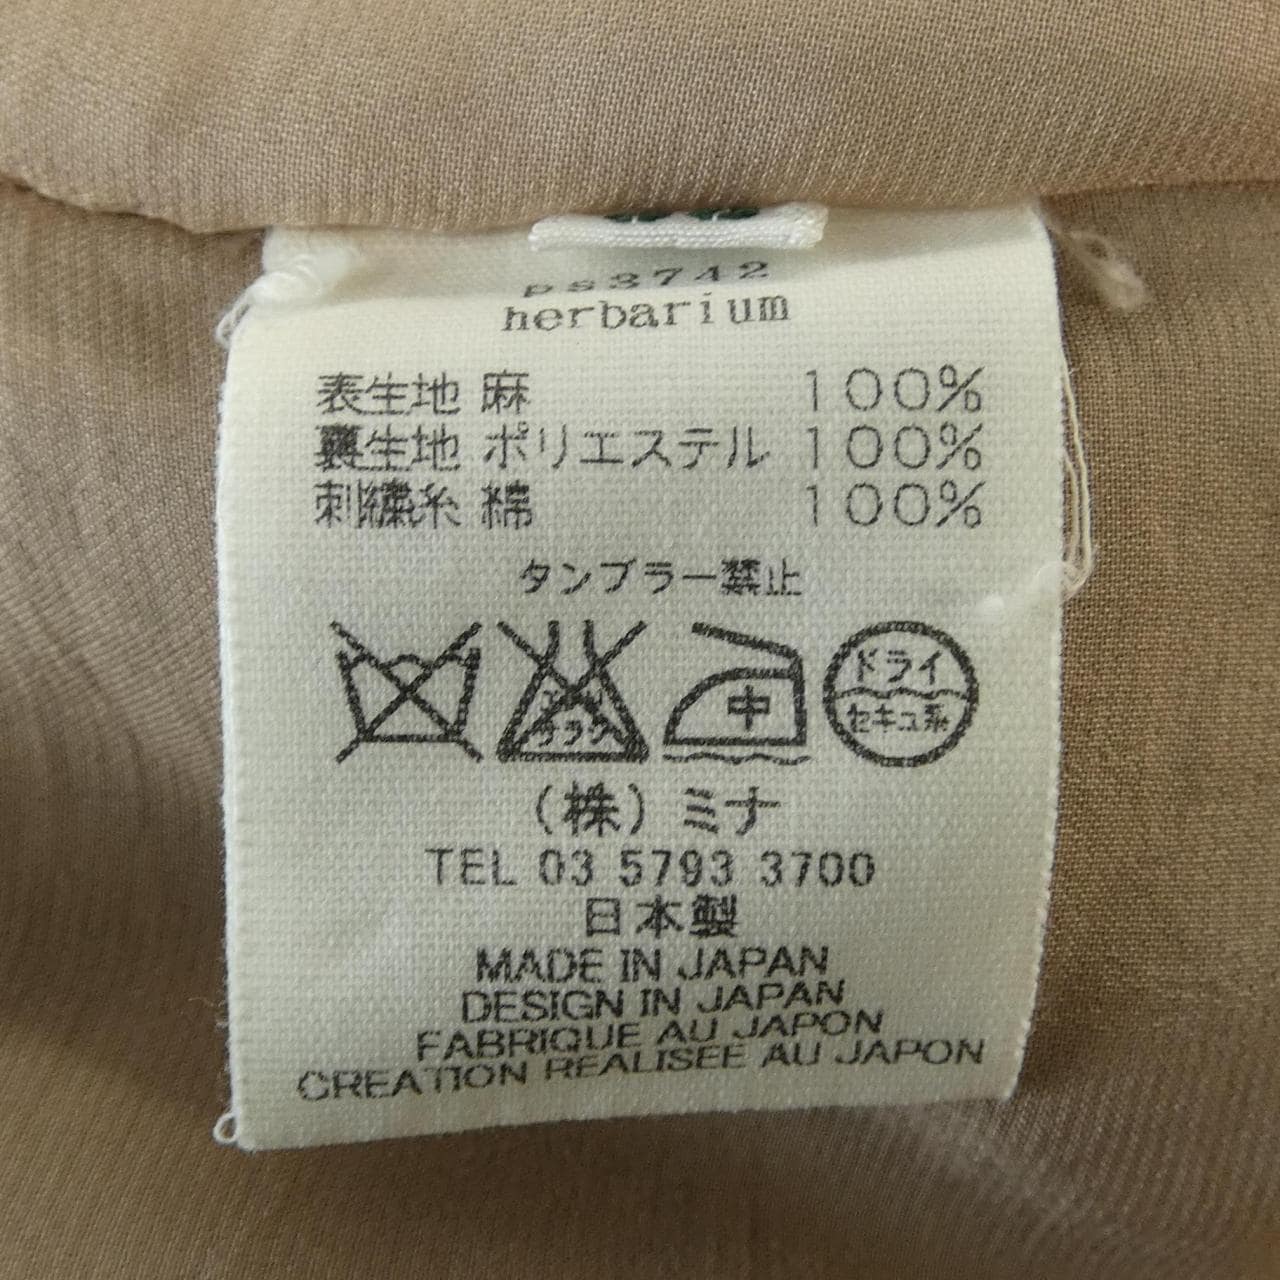 ps3742
herbarium
表生地 麻 100%
裏生地 ポリエステル 100%
刺繍糸 綿 100%
タンブラー禁止
中
ドライ
セキュ系
(株)ミナ
TEL 03 5793 3700
日本製
MADE IN JAPAN
DESIGN IN JAPAN
FABRIQUE AU JAPON
CREATION REALISEE AU JAPON